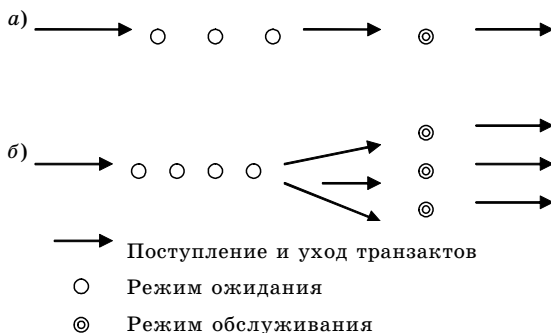 а)
б)
Поступление и уход транзактов
Режим ожидания
Режим обслуживания